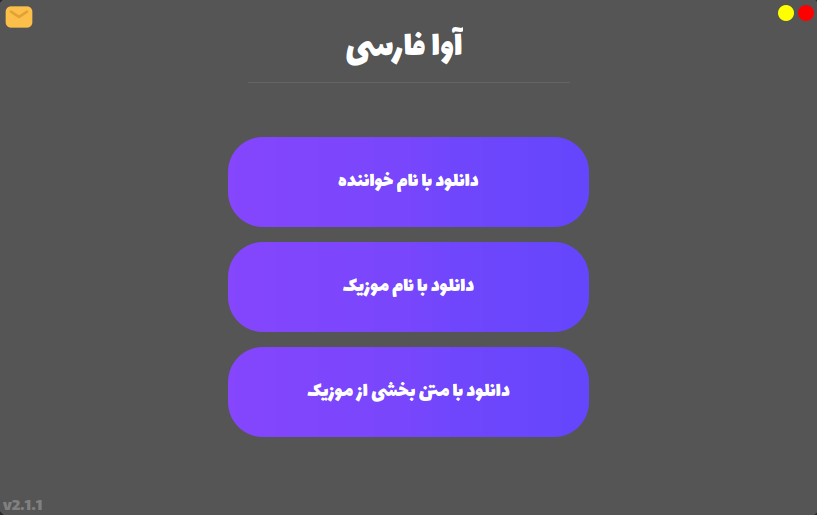 آوا فارسی
دانلود با نام خواننده
دانلود با نام موزیک
دانلود با متن بخشی از موزیک
v2.1.1